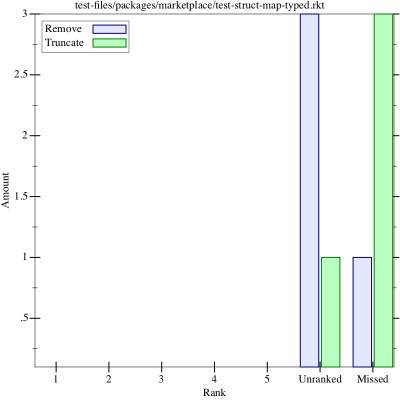 test-files/packages/marketplace/test-struct-map-typed.rkt
3
Remove
Truncate
2.5
2
1.5
1
.5
Amount
1 2 3 4 5 Unranked Missed
Rank